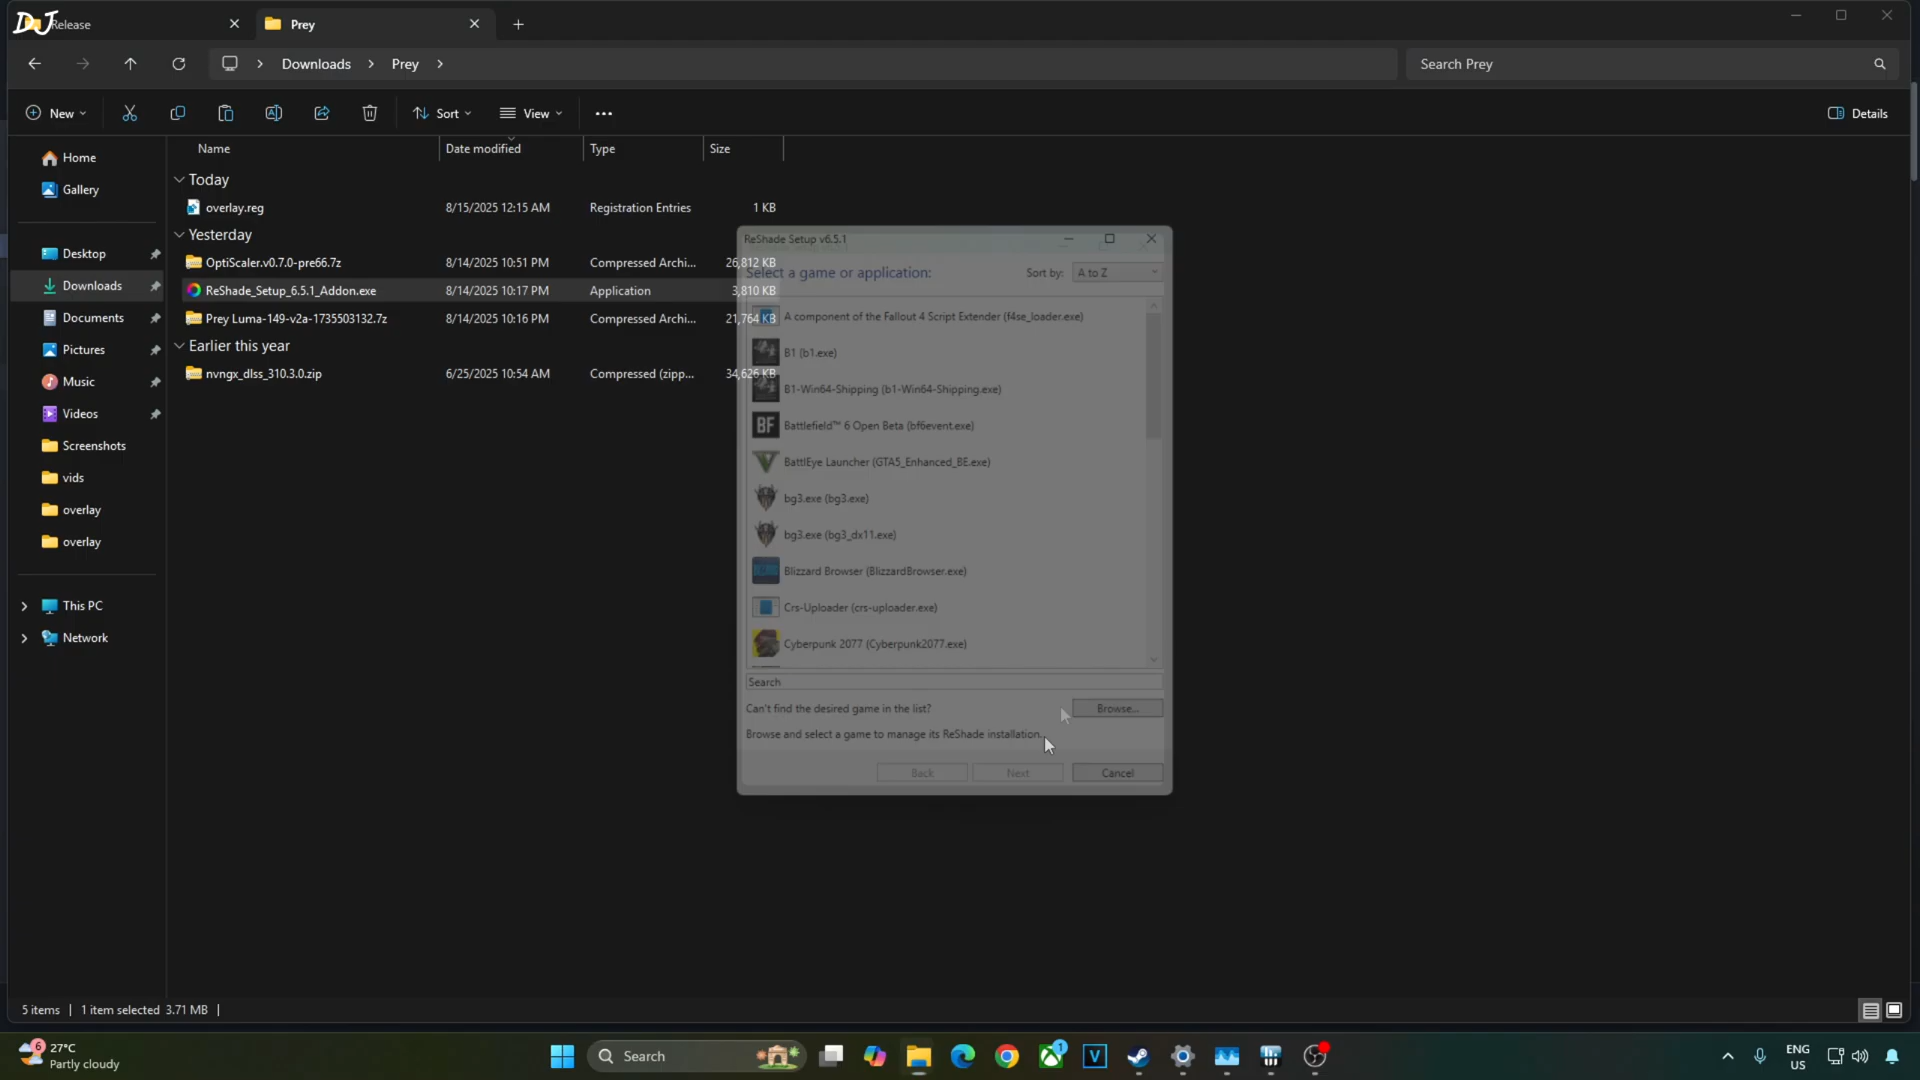 DJ Release
Prey
Downloads
Prey
Search Prey
New
Sort
View
Details
Name
Date modified
Type
Size
Home
Gallery
Desktop
Downloads
Documents
Pictures
Music
Videos
Screenshots
vids
overlay
overlay
This PC
Network
Today
overlay.reg 8/15/2025 12:15 AM Registration Entries 1 KB
Yesterday
OptiScaler.v0.7.0-pre66.7z 8/14/2025 10:51 PM Compressed Archi... 26,812 KB
ReShade_Setup_6.5.1_Addon.exe 8/14/2025 10:17 PM Application 3,810 KB
Prey Luma-149-v2a-1735503132.7z 8/14/2025 10:16 PM Compressed Archi... 21,764 KB
Earlier this year
nvngx_dlss_310.3.0.zip 6/25/2025 10:54 AM Compressed (zipp... 34,626 KB
ReShade Setup v6.5.1
Select a game or application:
Sort by:
A to Z
A component of the Fallout 4 Script Extender (f4se_loader.exe)
B1 (b1.exe)
B1-Win64-Shipping (b1-Win64-Shipping.exe)
BF Battlefield™ 6 Open Beta (bf6event.exe)
BattlEye Launcher (GTA5_Enhanced_BE.exe)
bg3.exe (bg3.exe)
bg3.exe (bg3_dx11.exe)
Blizzard Browser (BlizzardBrowser.exe)
Crs-Uploader (crs-uploader.exe)
Cyberpunk 2077 (Cyberpunk2077.exe)
Search
Can't find the desired game in the list?
Browse...
Browse and select a game to manage its ReShade installation.
Back
Next
Cancel
5 items
1 item selected 3.71 MB
6
27°C
Partly cloudy
Search
1
V
ENG
US